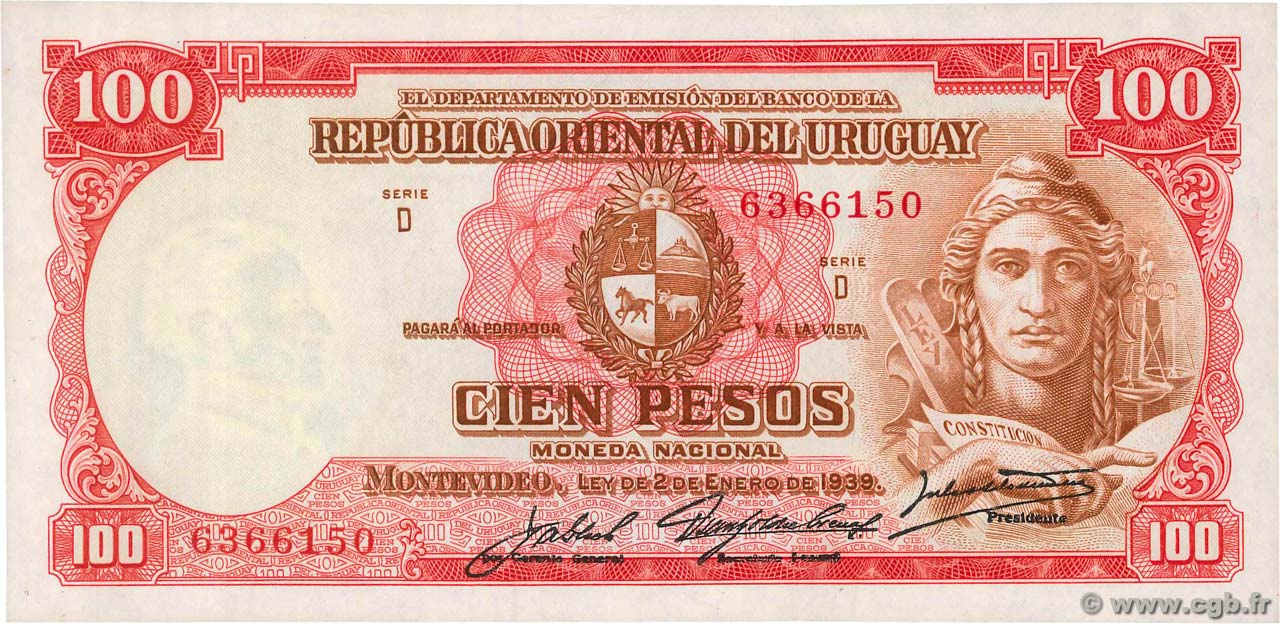 100 100
EL DEPARTAMENTO DE EMISIÓN DEL BANCO DE LA
REPÚBLICA ORIENTAL DEL URUGUAY
SERIE
D
6366150
SERIE
D
LEY
PAGARÁ AL PORTADOR Y A LA VISTA
CIEN PESOS
CONSTITUCION
MONEDA NACIONAL
MONTEVIDEO, LEY DE 2 DE ENERO DE 1939.
Presidente
100 6366150 100
Gerente General Secretario General
© www.cgb.fr